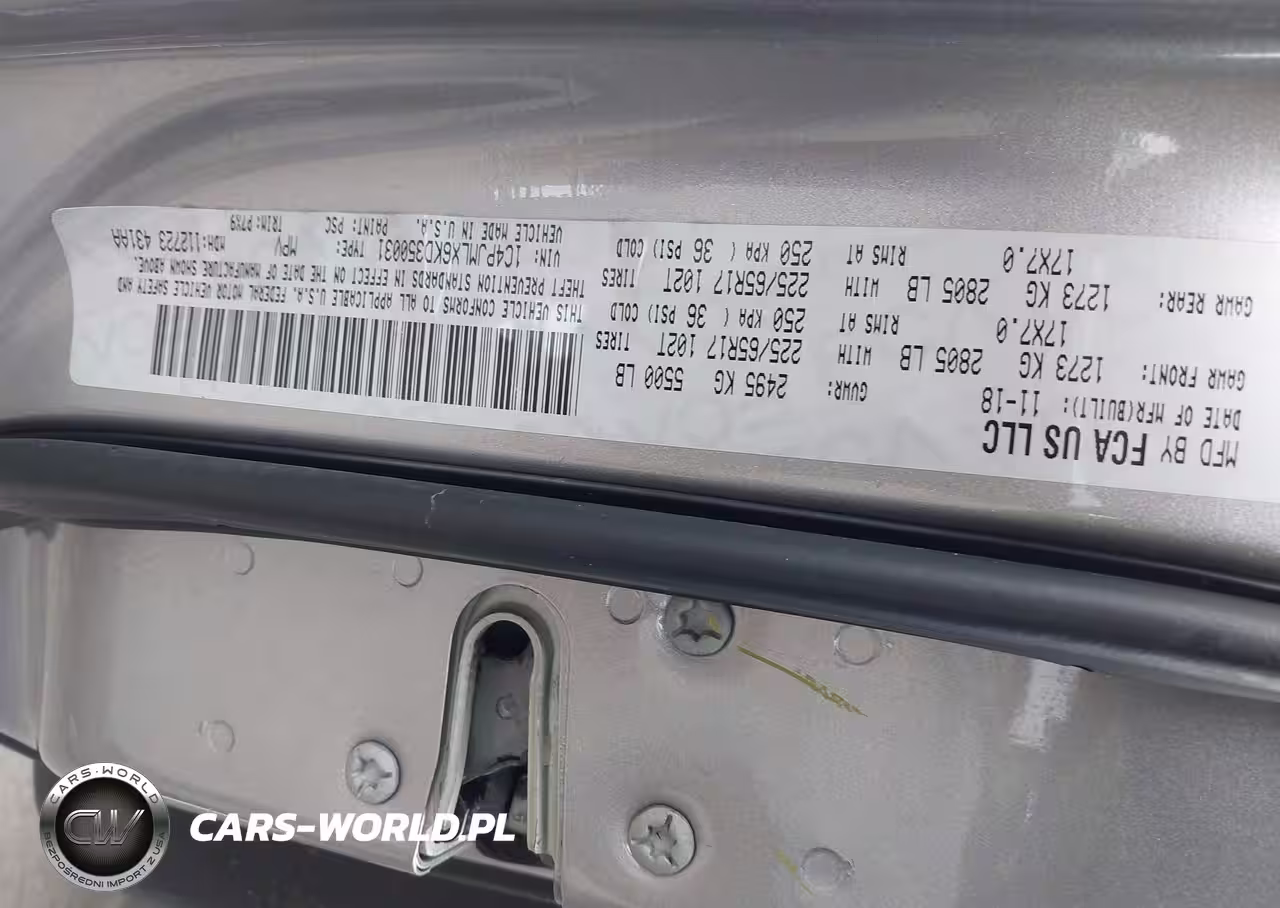 MFD BY FCA US LLC
DATE OF MFR(BUILT): 11-18
GVWR: 2495 KG 5500 LB
GAWR FRONT: 1273 KG 2805 LB WITH 225/65R17 102T TIRES
17X7.0 RIMS AT 250 KPA ( 36 PSI) COLD
GAWR REAR: 1273 KG 2805 LB WITH 225/65R17 102T TIRES
17X7.0 RIMS AT 250 KPA ( 36 PSI) COLD
THIS VEHICLE CONFORMS TO ALL APPLICABLE U.S.A. FEDERAL MOTOR VEHICLE SAFETY AND
THEFT PREVENTION STANDARDS IN EFFECT ON THE DATE OF MANUFACTURE SHOWN ABOVE.
VIN: 1C4PJMLX6KD350031 TYPE: MPV MDH:112723 431AA
VEHICLE MADE IN U.S.A. PAINT: PSC TRIM:P7X9
CARS·WORLD
CW
BEZPOŚREDNI IMPORT Z USA
CARS-WORLD.PL